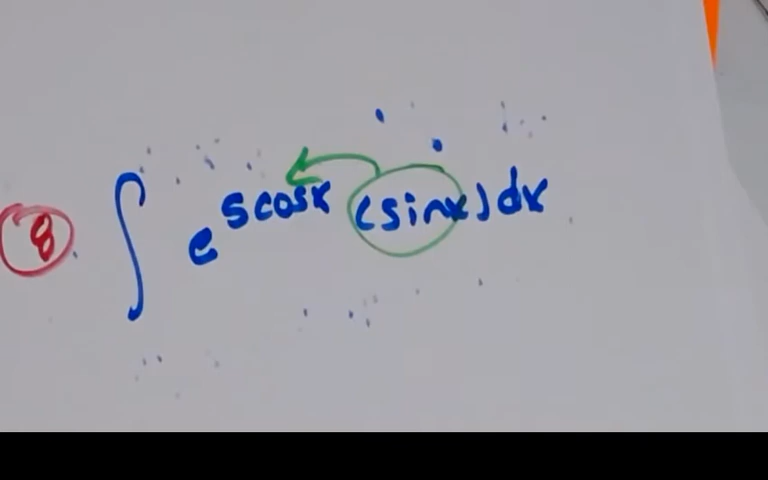 8. ∫ e^5cosx (sinx) dx